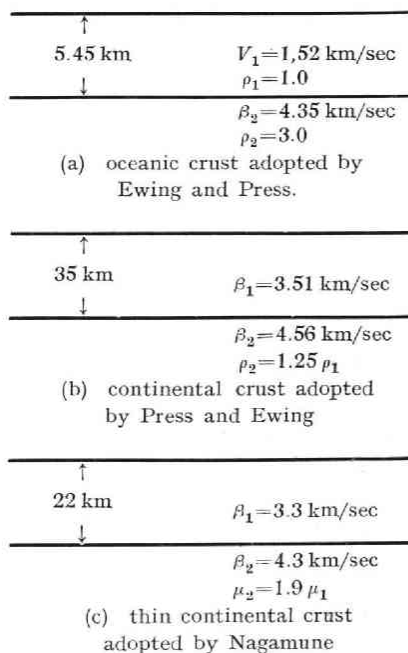 5.45 km
V₁=1,52 km/sec
ρ₁=1.0
β₂=4.35 km/sec
ρ₂=3.0
(a) oceanic crust adopted by
Ewing and Press.
35 km
β₁=3.51 km/sec
β₂=4.56 km/sec
ρ₂=1.25 ρ₁
(b) continental crust adopted
by Press and Ewing
22 km
β₁=3.3 km/sec
β₂=4.3 km/sec
μ₂=1.9 μ₁
(c) thin continental crust
adopted by Nagamune